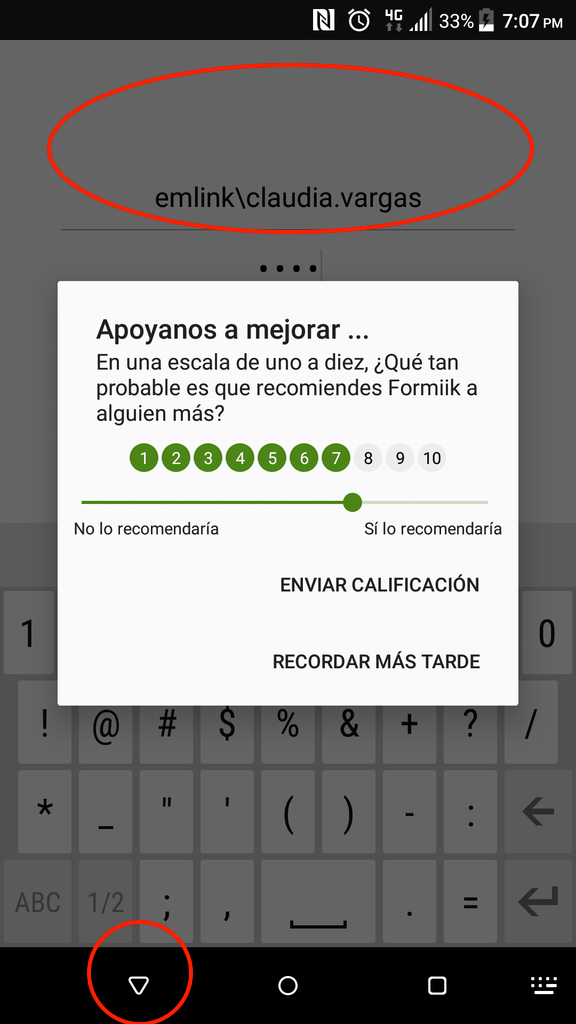 4G 33% 7:07 PM
emlink\claudia.vargas
••••
Apoyanos a mejorar ...
En una escala de uno a diez, ¿Qué tan
probable es que recomiendes Formiik a
alguien más?
1 2 3 4 5 6 7 8 9 10
No lo recomendaría Sí lo recomendaría
ENVIAR CALIFICACIÓN
RECORDAR MÁS TARDE
1 0
! @ # $ % & + ? /
* _ " ' ( ) - :
ABC 1/2 ; , . =